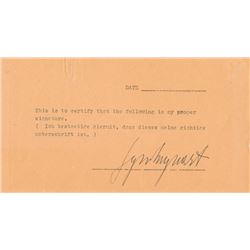 DATE
This is to certify that the following is my proper
signature.
( Ich bestaetige hiermit, dass dieses meine richtige
unterschrift ist. )